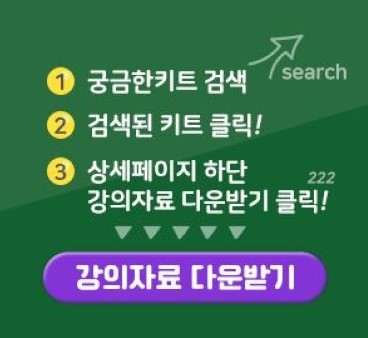 1 궁금한키트 검색
search
2 검색된 키트 클릭!
3 상세페이지 하단
222
강의자료 다운받기 클릭!
강의자료 다운받기